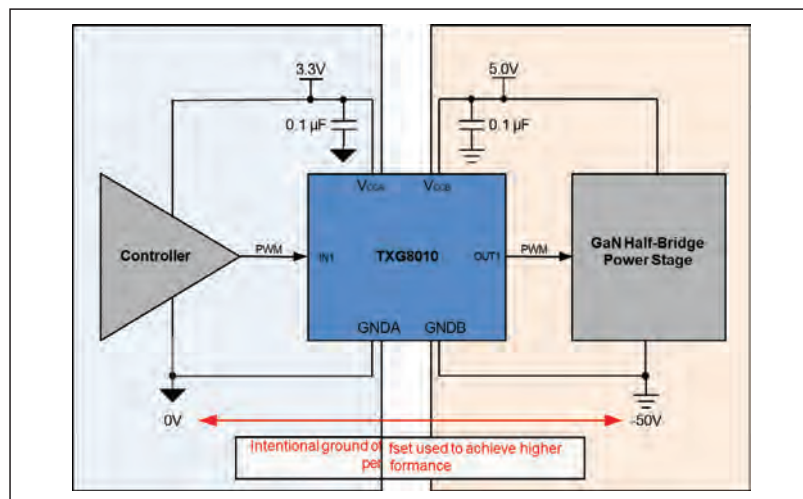 3.3V
5.0V
0.1 µF
0.1 µF
VCCA
VCCB
Controller
PWM
IN1
TXG8010
OUT1
PWM
GaN Half-Bridge
Power Stage
GNDA
GNDB
0V
-50V
Intentional ground of fset used to achieve higher
per formance